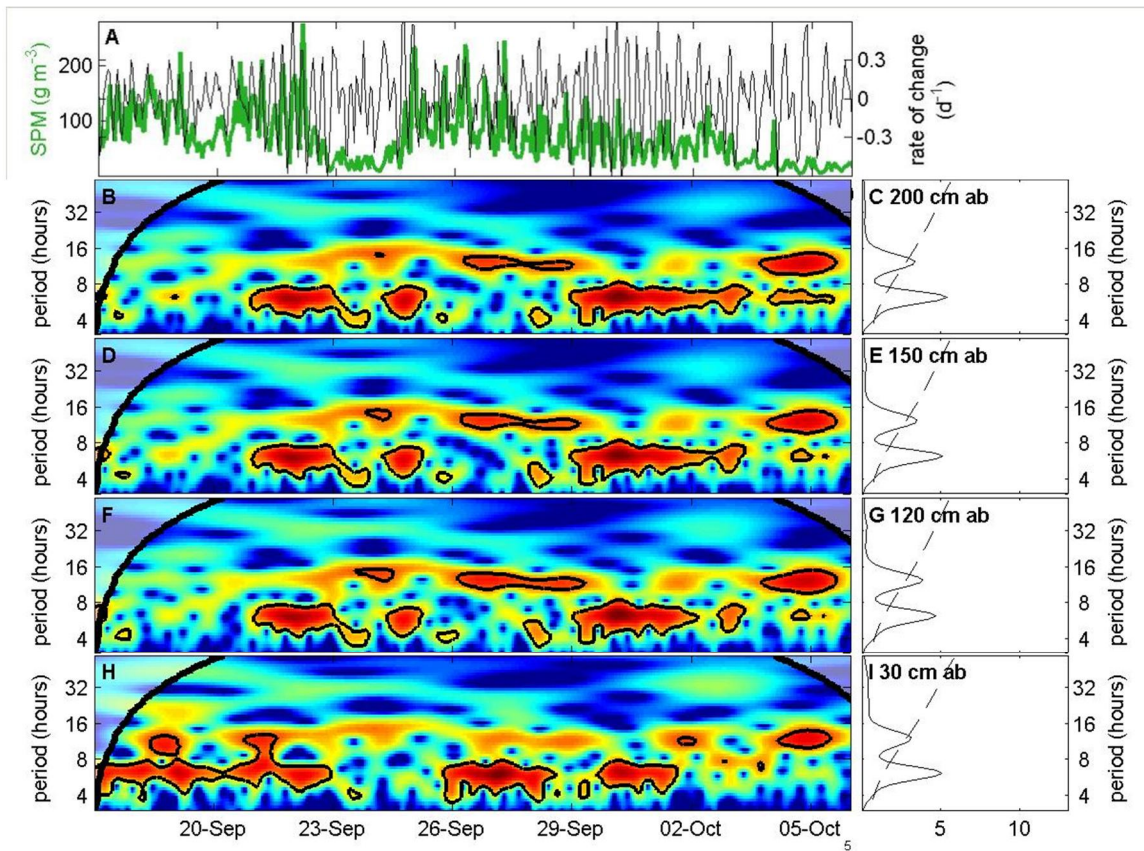 A
SPM (g m⁻³)
200
100
0.3
0
-0.3
rate of change
(d⁻¹)
B
period (hours)
32
16
8
4
C 200 cm ab
32
16
8
4
period (hours)
D
period (hours)
32
16
8
4
E 150 cm ab
32
16
8
4
period (hours)
F
period (hours)
32
16
8
4
G 120 cm ab
32
16
8
4
period (hours)
H
period (hours)
32
16
8
4
I 30 cm ab
32
16
8
4
period (hours)
20-Sep 23-Sep 26-Sep 29-Sep 02-Oct 05-Oct
5 10
5